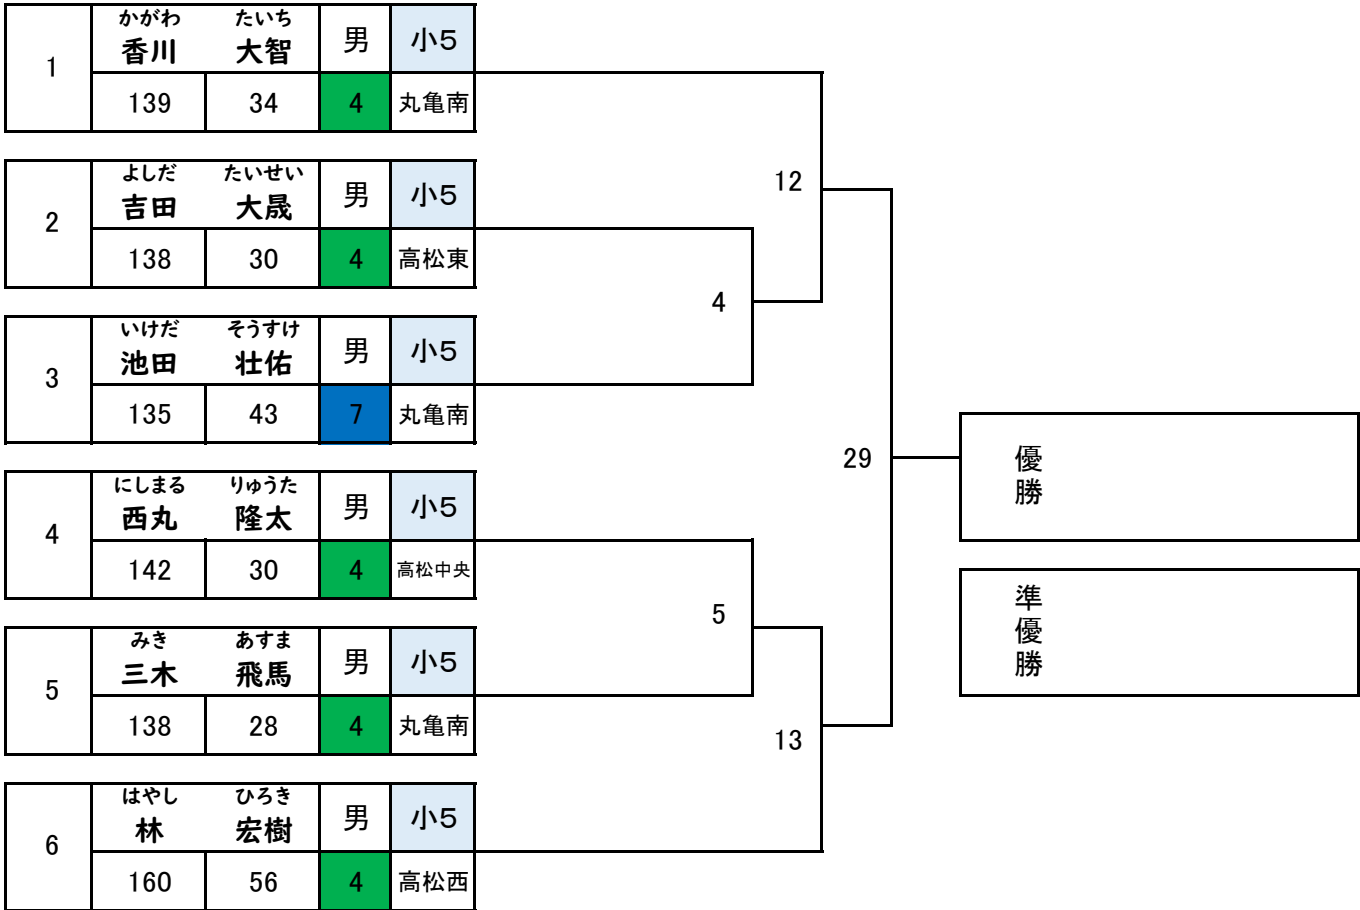 かがわ たいち
1 香川 大智 男 小5
139 34 4 丸亀南
12
よしだ たいせい
2 吉田 大晟 男 小5
138 30 4 高松東
4
いけだ そうすけ
3 池田 壮佑 男 小5
135 43 7 丸亀南
29
優勝
にしまる りゅうた
4 西丸 隆太 男 小5
142 30 4 高松中央
5
準優勝
みき あすま
5 三木 飛馬 男 小5
138 28 4 丸亀南
13
はやし ひろき
6 林 宏樹 男 小5
160 56 4 高松西